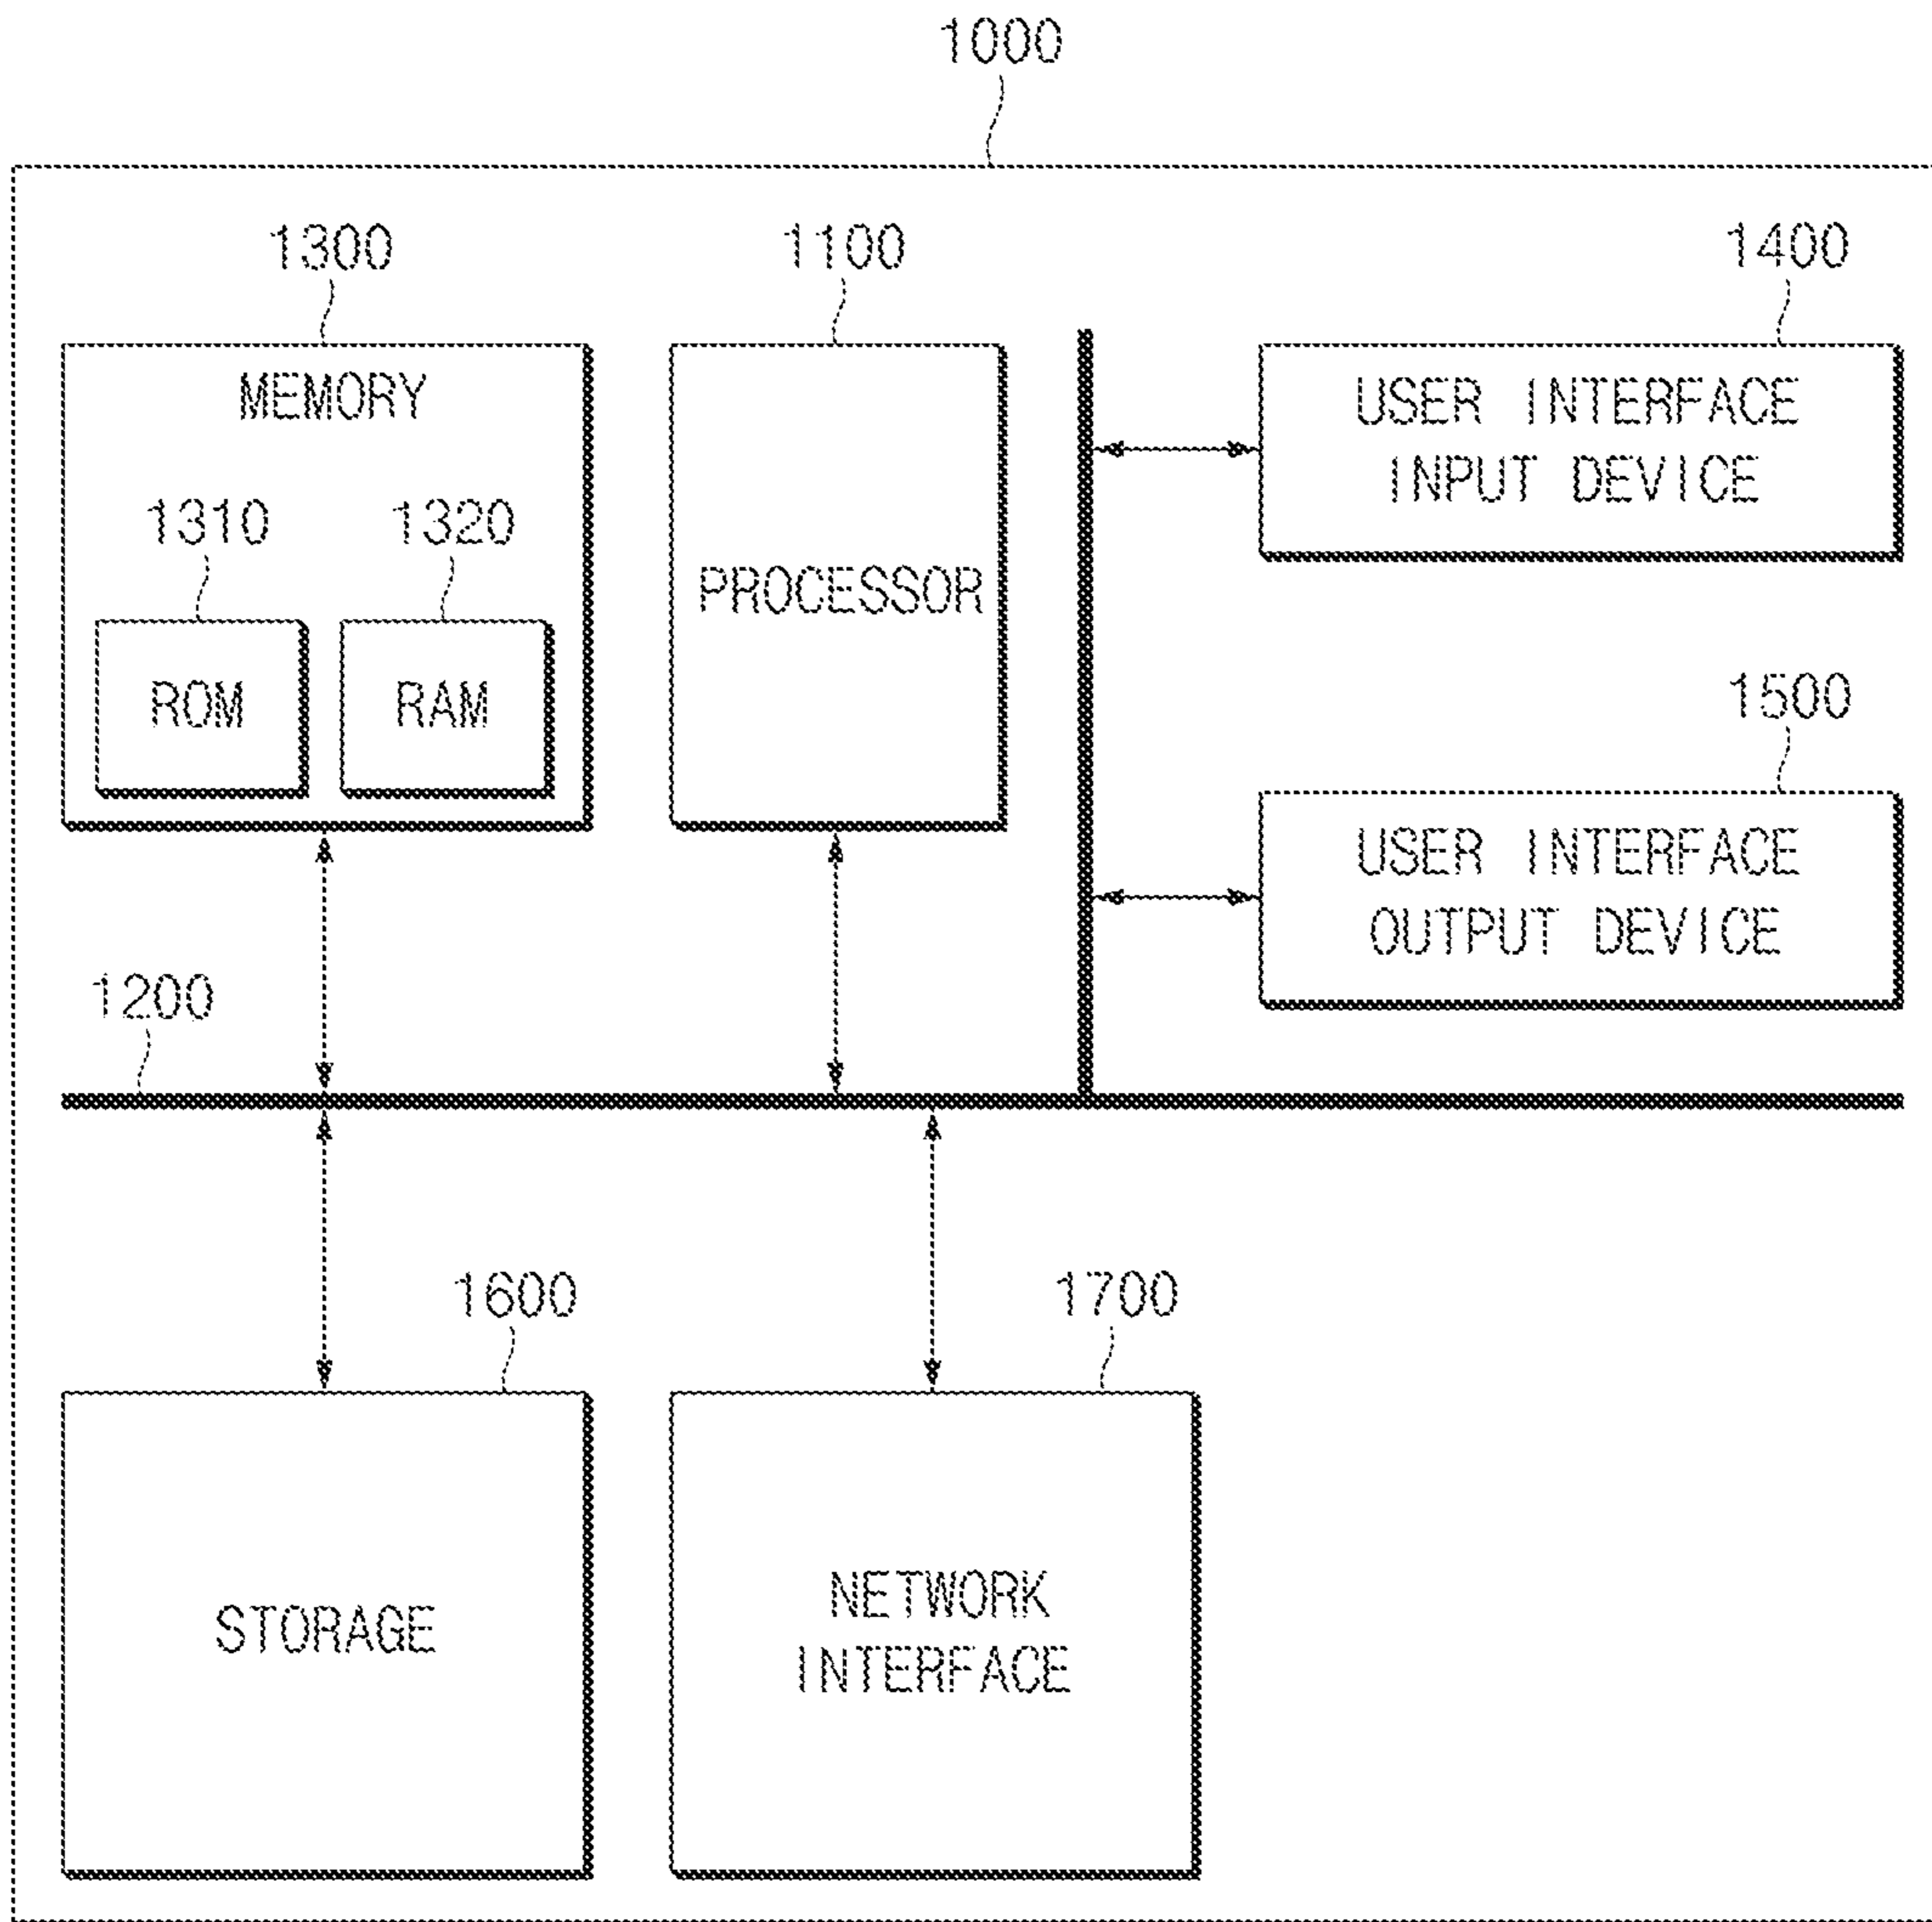 1000
1300
1100
1400
MEMORY
USER INTERFACE
INPUT DEVICE
1310
1320
PROCESSOR
ROM
RAM
1500
USER INTERFACE
OUTPUT DEVICE
1200
1600
1700
STORAGE
NETWORK
INTERFACE